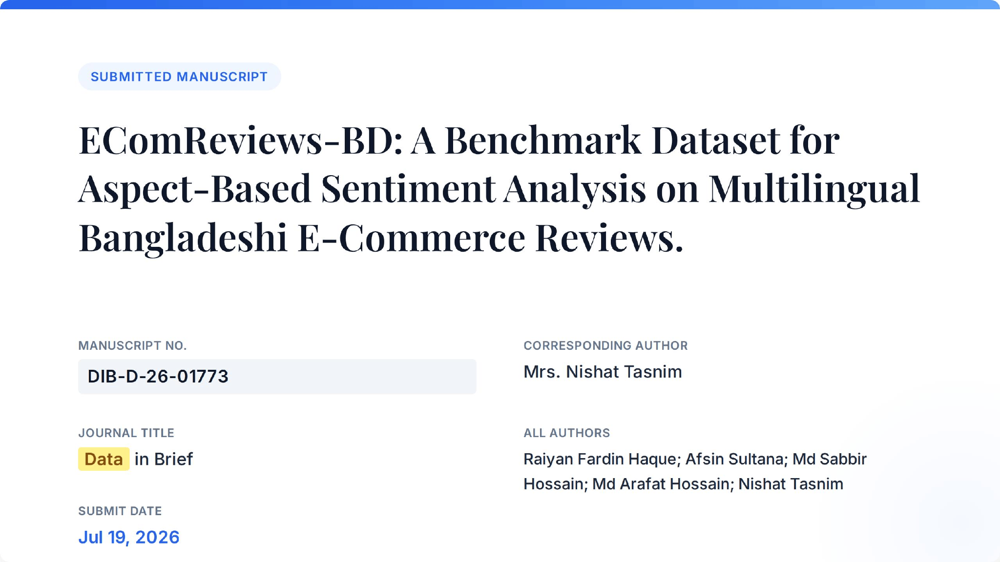 SUBMITTED MANUSCRIPT
EComReviews-BD: A Benchmark Dataset for
Aspect-Based Sentiment Analysis on Multilingual
Bangladeshi E-Commerce Reviews.
MANUSCRIPT NO.
DIB-D-26-01773
JOURNAL TITLE
Data in Brief
SUBMIT DATE
Jul 19, 2026
CORRESPONDING AUTHOR
Mrs. Nishat Tasnim
ALL AUTHORS
Raiyan Fardin Haque; Afsin Sultana; Md Sabbir
Hossain; Md Arafat Hossain; Nishat Tasnim